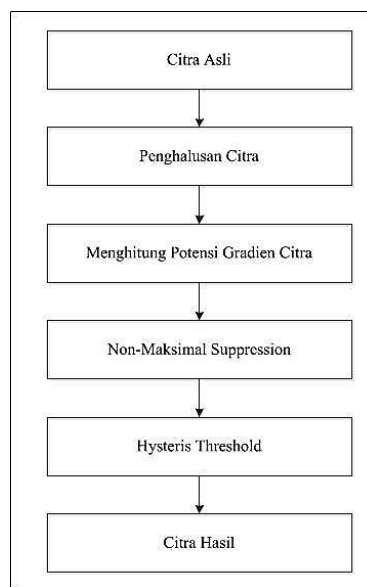 Citra Asli
Penghalusan Citra
Menghitung Potensi Gradien Citra
Non-Maksimal Suppression
Hysteris Threshold
Citra Hasil